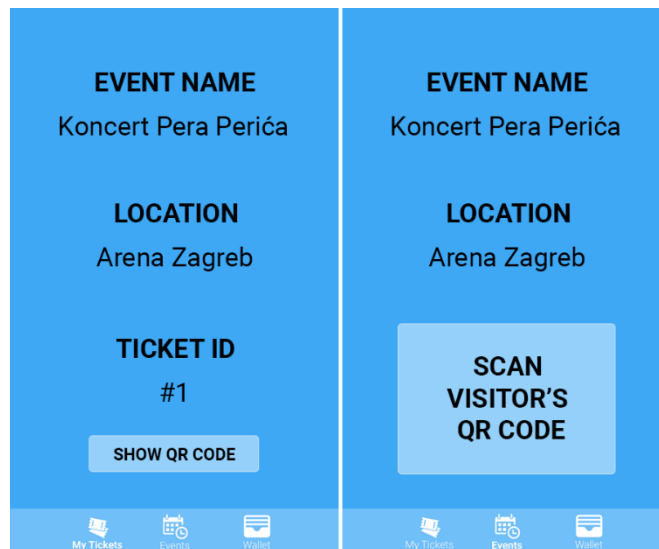 EVENT NAME
Koncert Pera Perića
LOCATION
Arena Zagreb
TICKET ID
#1
SHOW QR CODE
My Tickets
Events
Wallet
EVENT NAME
Koncert Pera Perića
LOCATION
Arena Zagreb
SCAN
VISITOR'S
QR CODE
My Tickets
Events
Wallet